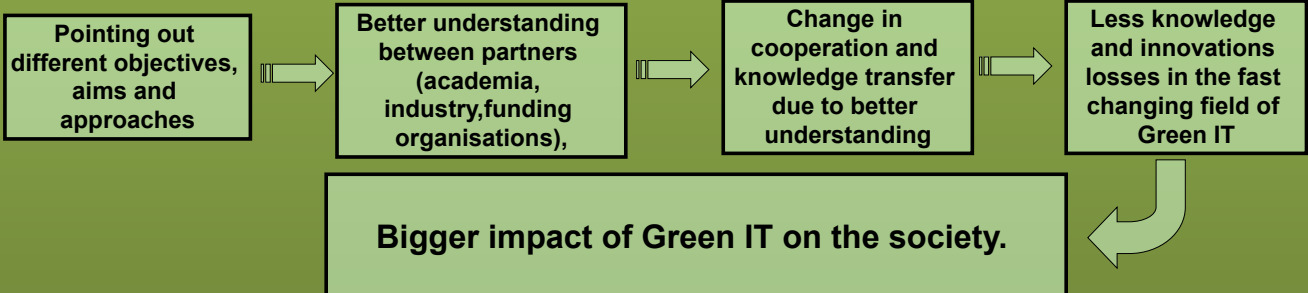 Pointing out
different objectives,
aims and
approaches
Better understanding
between partners
(academia,
industry,funding
organisations),
Change in
cooperation and
knowledge transfer
due to better
understanding
Less knowledge
and innovations
losses in the fast
changing field of
Green IT
Bigger impact of Green IT on the society.